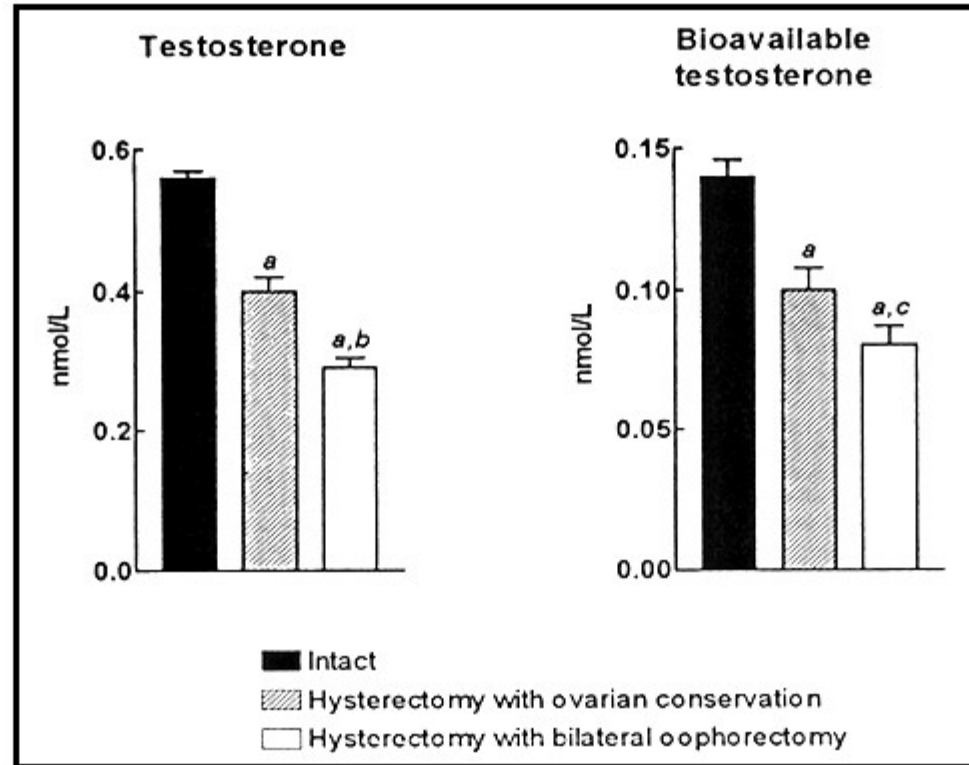 Testosterone
nmol/L
0.6
0.4
0.2
0.0
a
a,b
Bioavailable
testosterone
nmol/L
0.15
0.10
0.05
0.00
a
a,c
Intact
Hysterectomy with ovarian conservation
Hysterectomy with bilateral oophorectomy